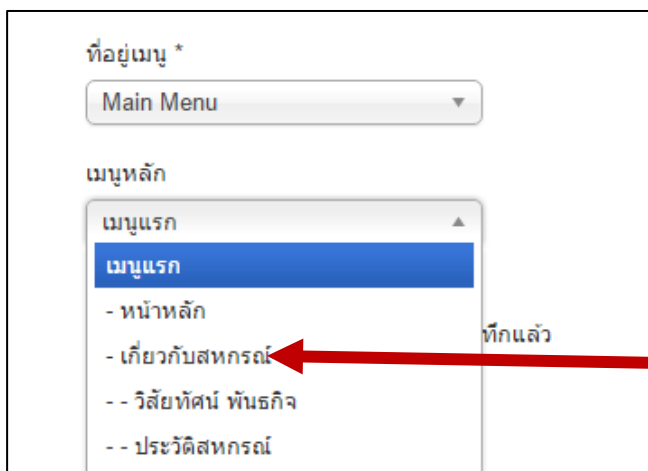 ที่อยู่เมนู *
Main Menu
เมนูหลัก
เมนูแรก
เมนูแรก
- หน้าหลัก
ทึกแล้ว
- เกี่ยวกับสหกรณ์
- - วิสัยทัศน์ พันธกิจ
- - ประวัติสหกรณ์